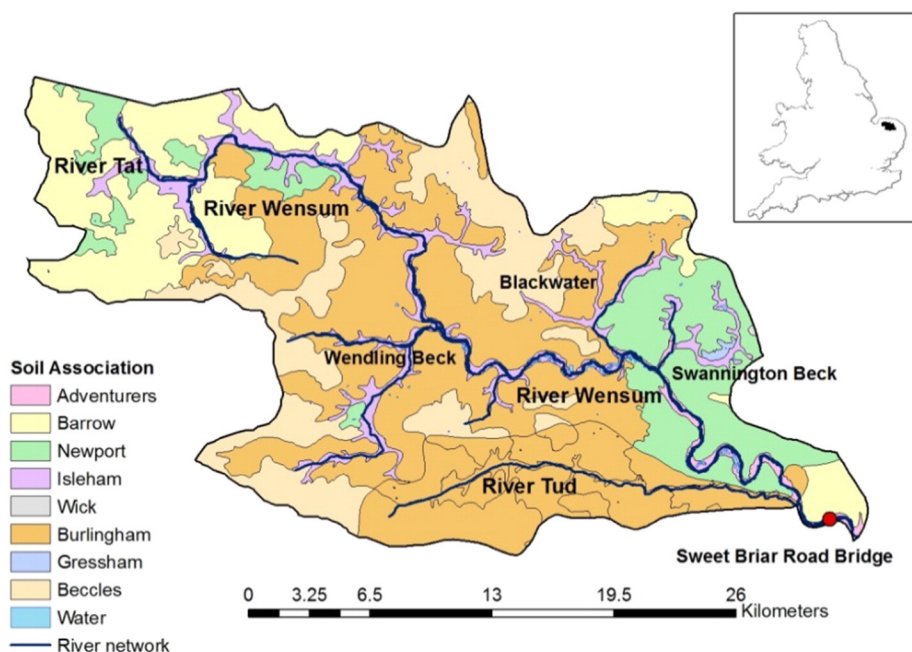 River Tat
River Wensum
Blackwater
Wendling Beck
Swannington Beck
River Wensum
River Tud
Sweet Briar Road Bridge
Soil Association
Adventurers
Barrow
Newport
Isleham
Wick
Burlingham
Gressham
Beccles
Water
River network
0 3.25 6.5 13 19.5 26
Kilometers